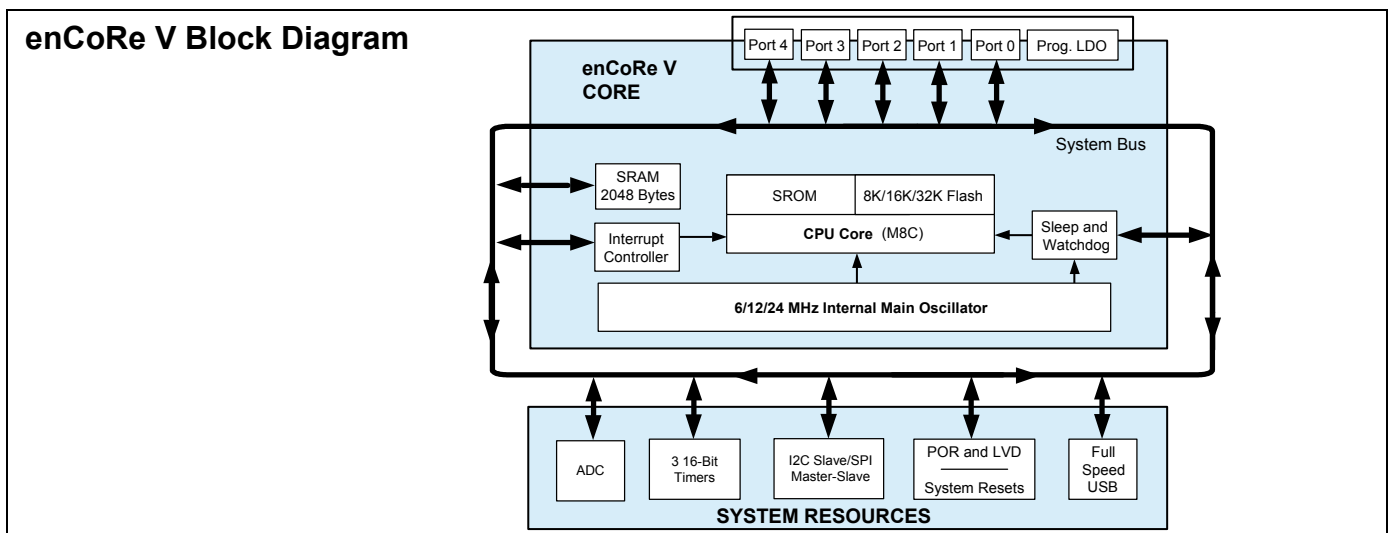 enCoRe V Block Diagram
Port 4
Port 3
Port 2
Port 1
Port 0
Prog. LDO
enCoRe V
CORE
System Bus
SRAM
2048 Bytes
SROM
8K/16K/32K Flash
CPU Core (M8C)
Interrupt
Controller
Sleep and
Watchdog
6/12/24 MHz Internal Main Oscillator
ADC
3 16-Bit
Timers
I2C Slave/SPI
Master-Slave
POR and LVD
System Resets
Full
Speed
USB
SYSTEM RESOURCES